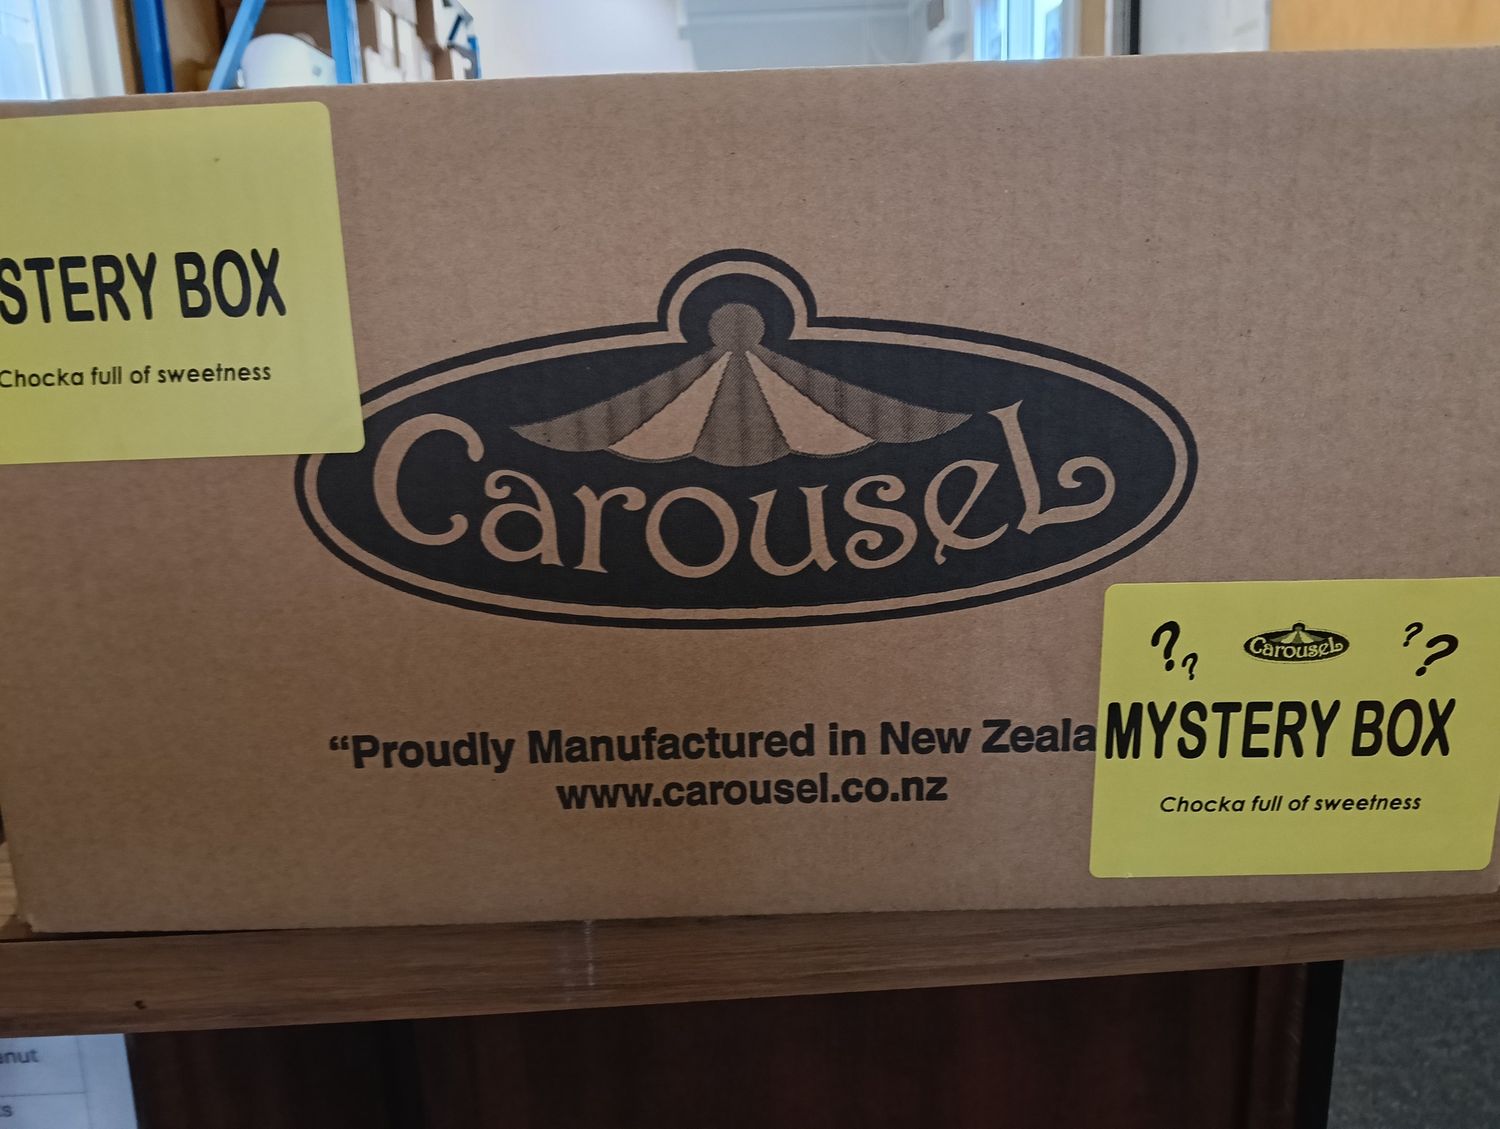 STERY BOX
Chocka full of sweetness
Carousel
"Proudly Manufactured in New Zeala
www.carousel.co.nz
? ? Carousel ? ?
MYSTERY BOX
Chocka full of sweetness
anut
s